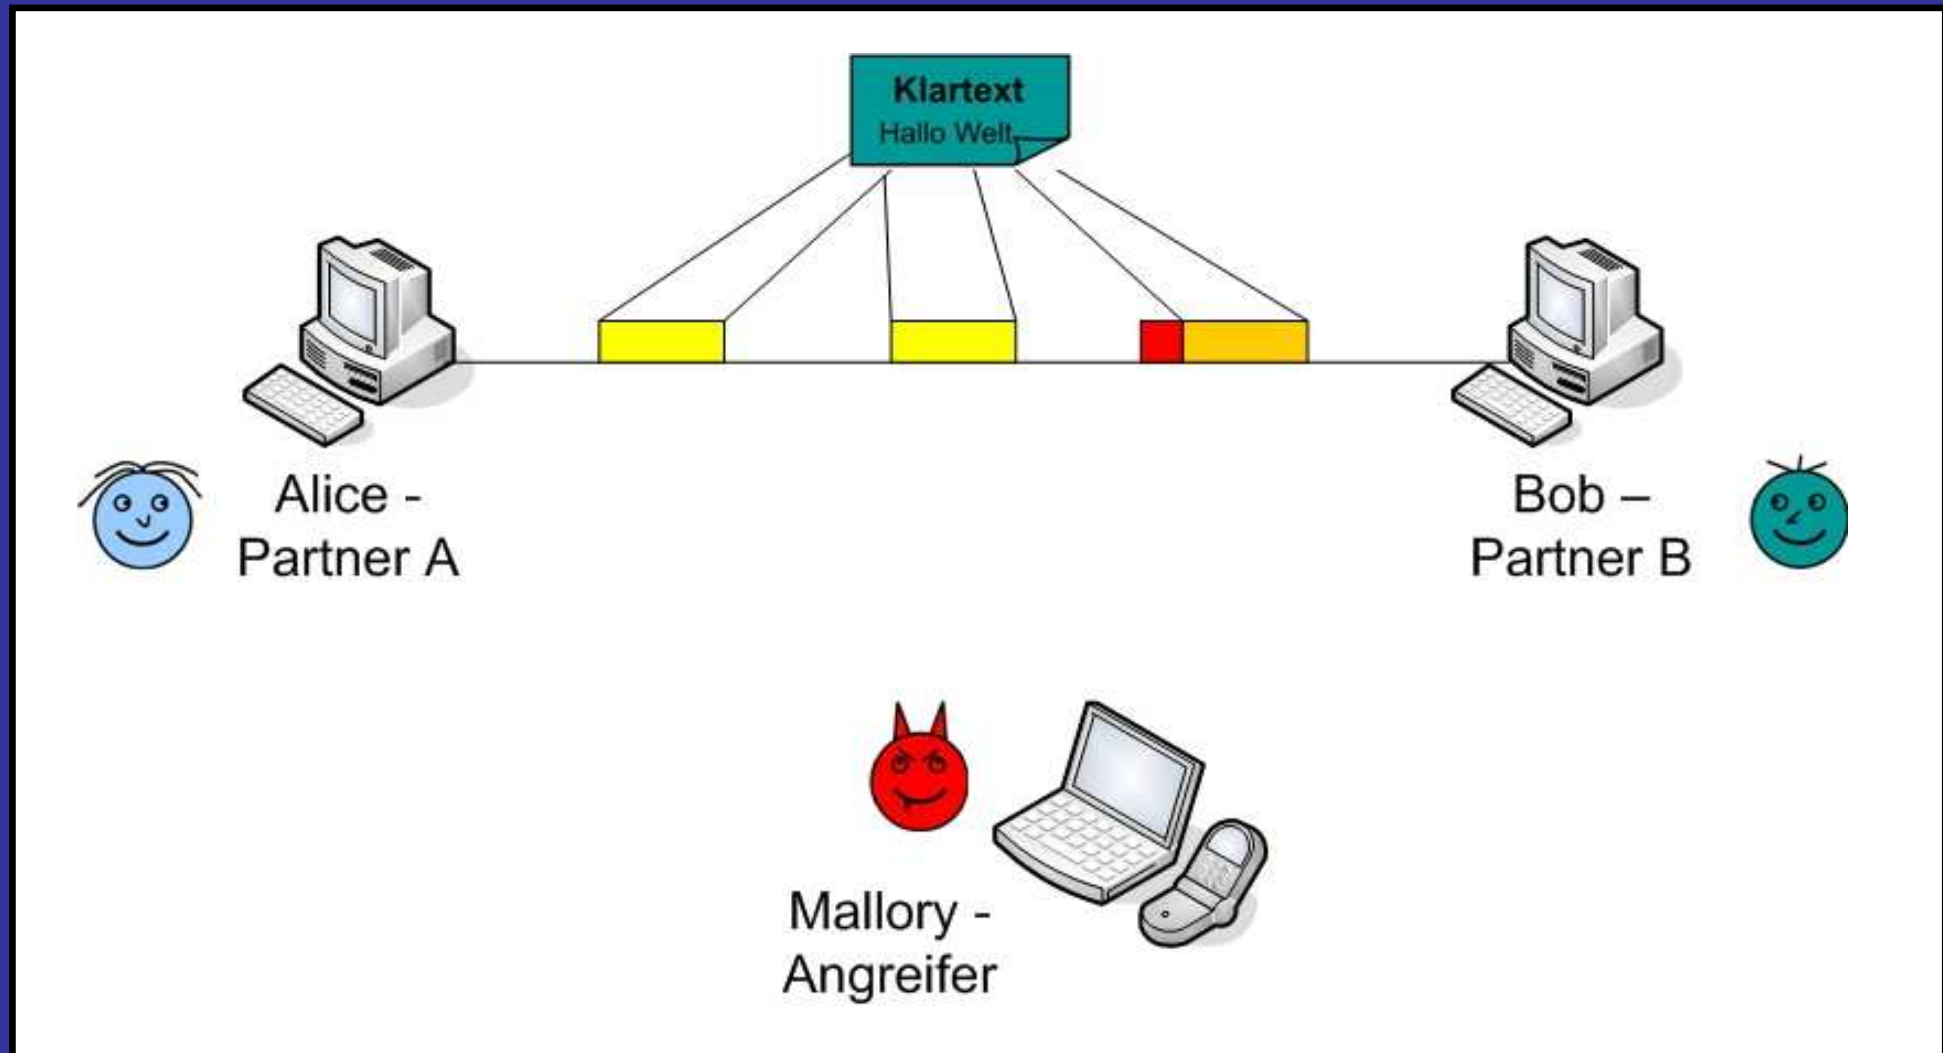 Klartext
Hallo Welt
Alice -
Partner A
Bob –
Partner B
Mallory -
Angreifer